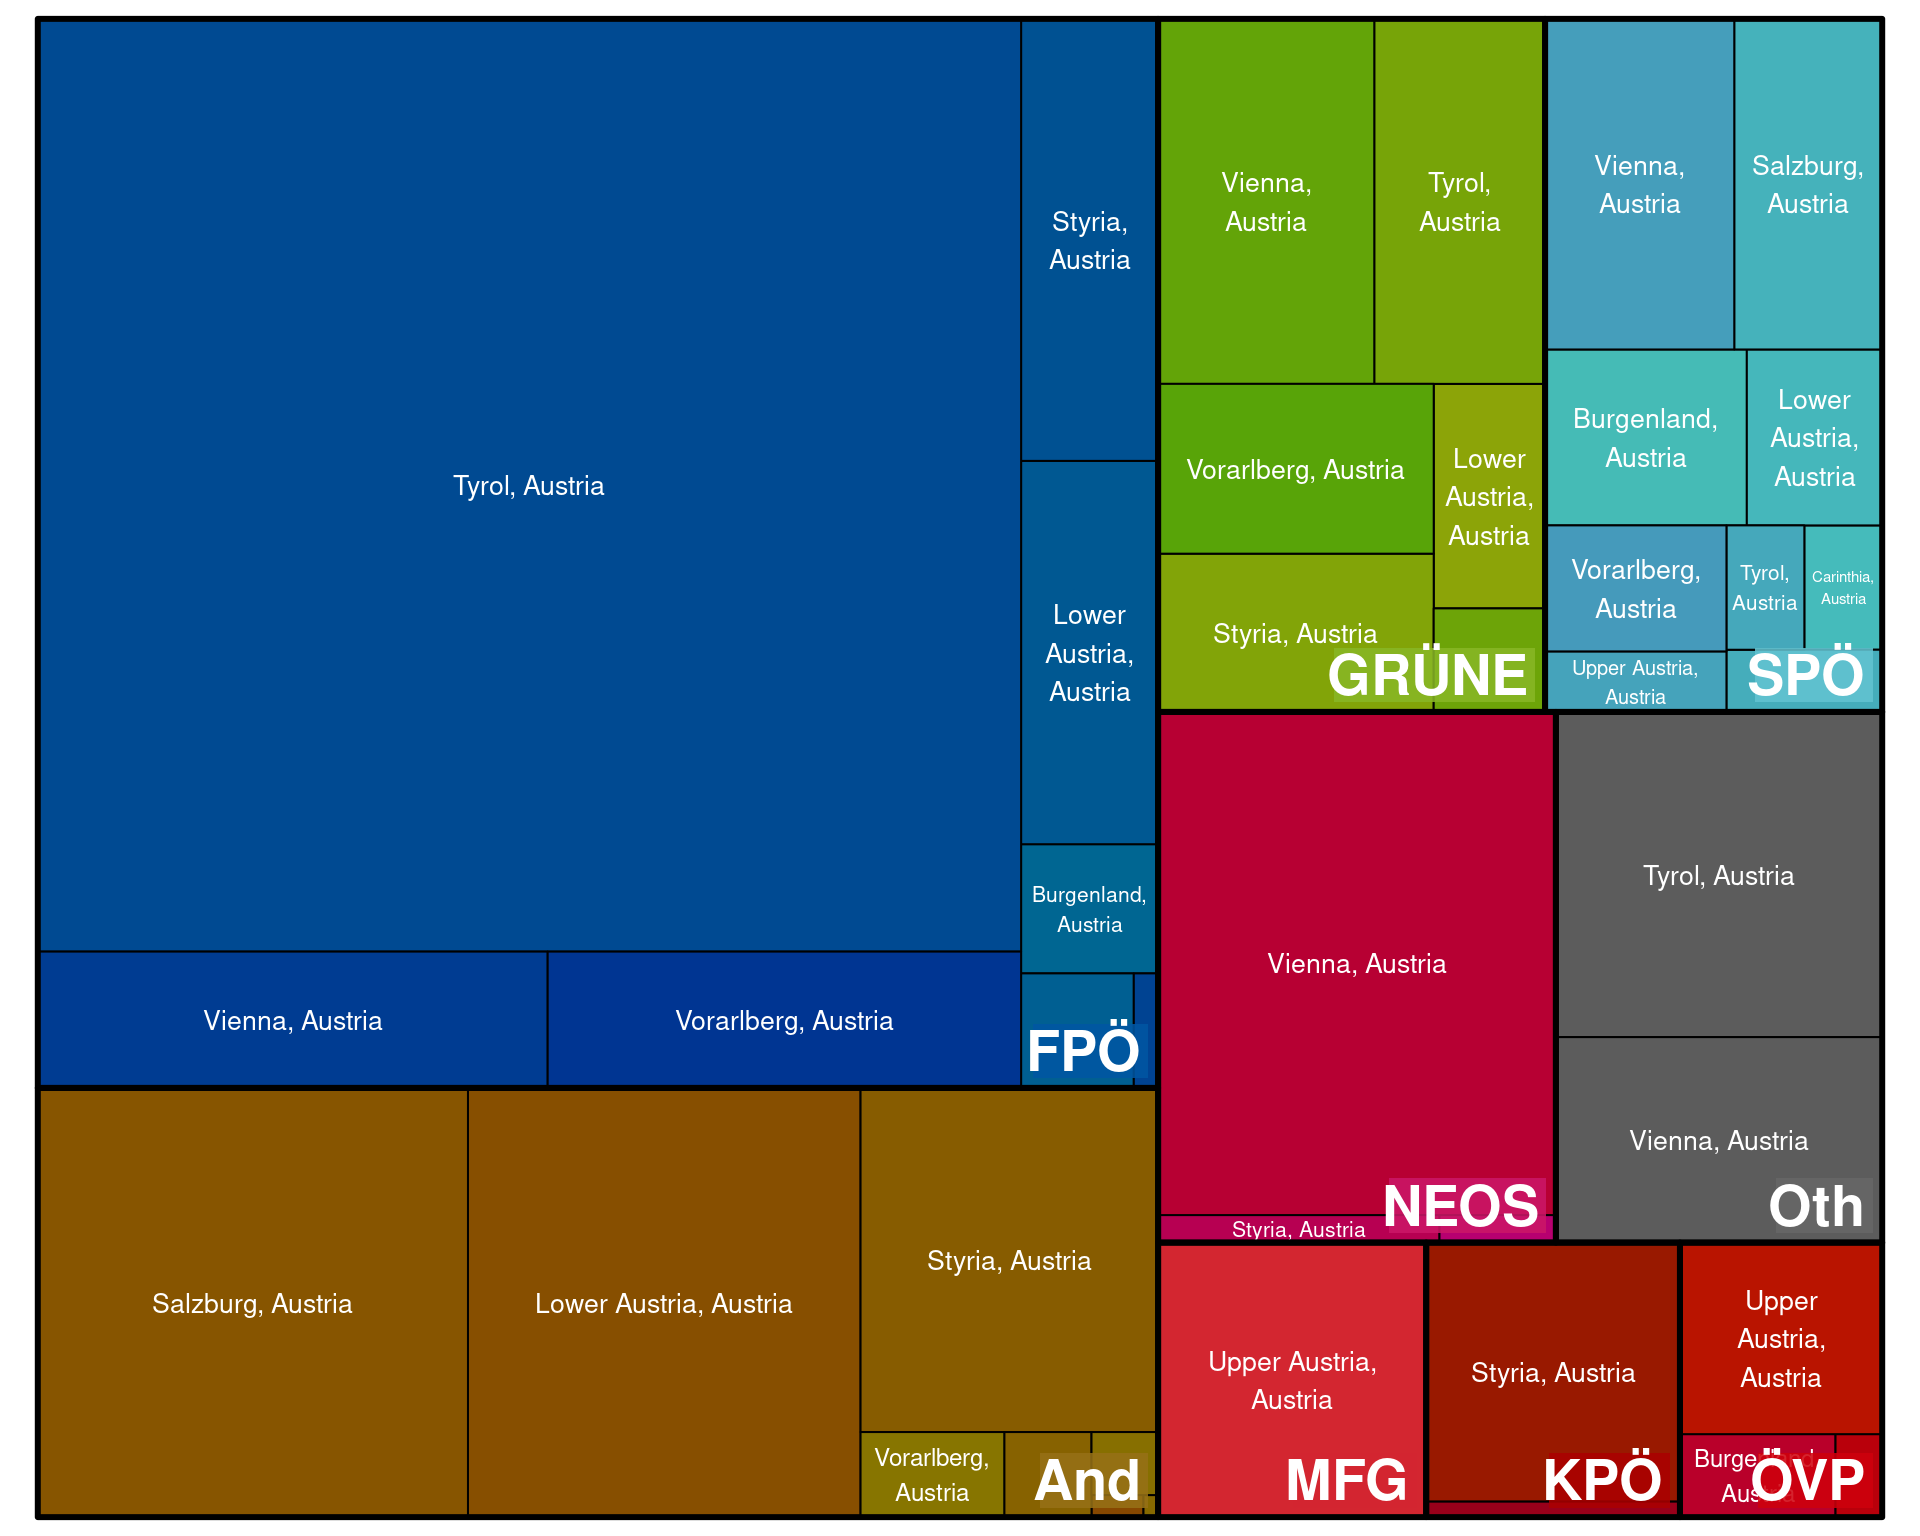 Tyrol, Austria
Styria,
Austria
Lower
Austria,
Austria
Burgenland,
Austria
Vienna, Austria
Vorarlberg, Austria
FPÖ
Salzburg, Austria
Lower Austria, Austria
Styria, Austria
Vorarlberg,
Austria
And
Vienna,
Austria
Tyrol,
Austria
Vorarlberg, Austria
Lower
Austria,
Austria
Styria, Austria
GRÜNE
Vienna,
Austria
Salzburg,
Austria
Burgenland,
Austria
Lower
Austria,
Austria
Vorarlberg,
Austria
Tyrol,
Austria
Carinthia,
Austria
Upper Austria,
Austria
SPÖ
Vienna, Austria
Styria, Austria
NEOS
Tyrol, Austria
Vienna, Austria
Oth
Upper Austria,
Austria
MFG
Styria, Austria
KPÖ
Upper
Austria,
Austria
Burgenland,
Austria
ÖVP